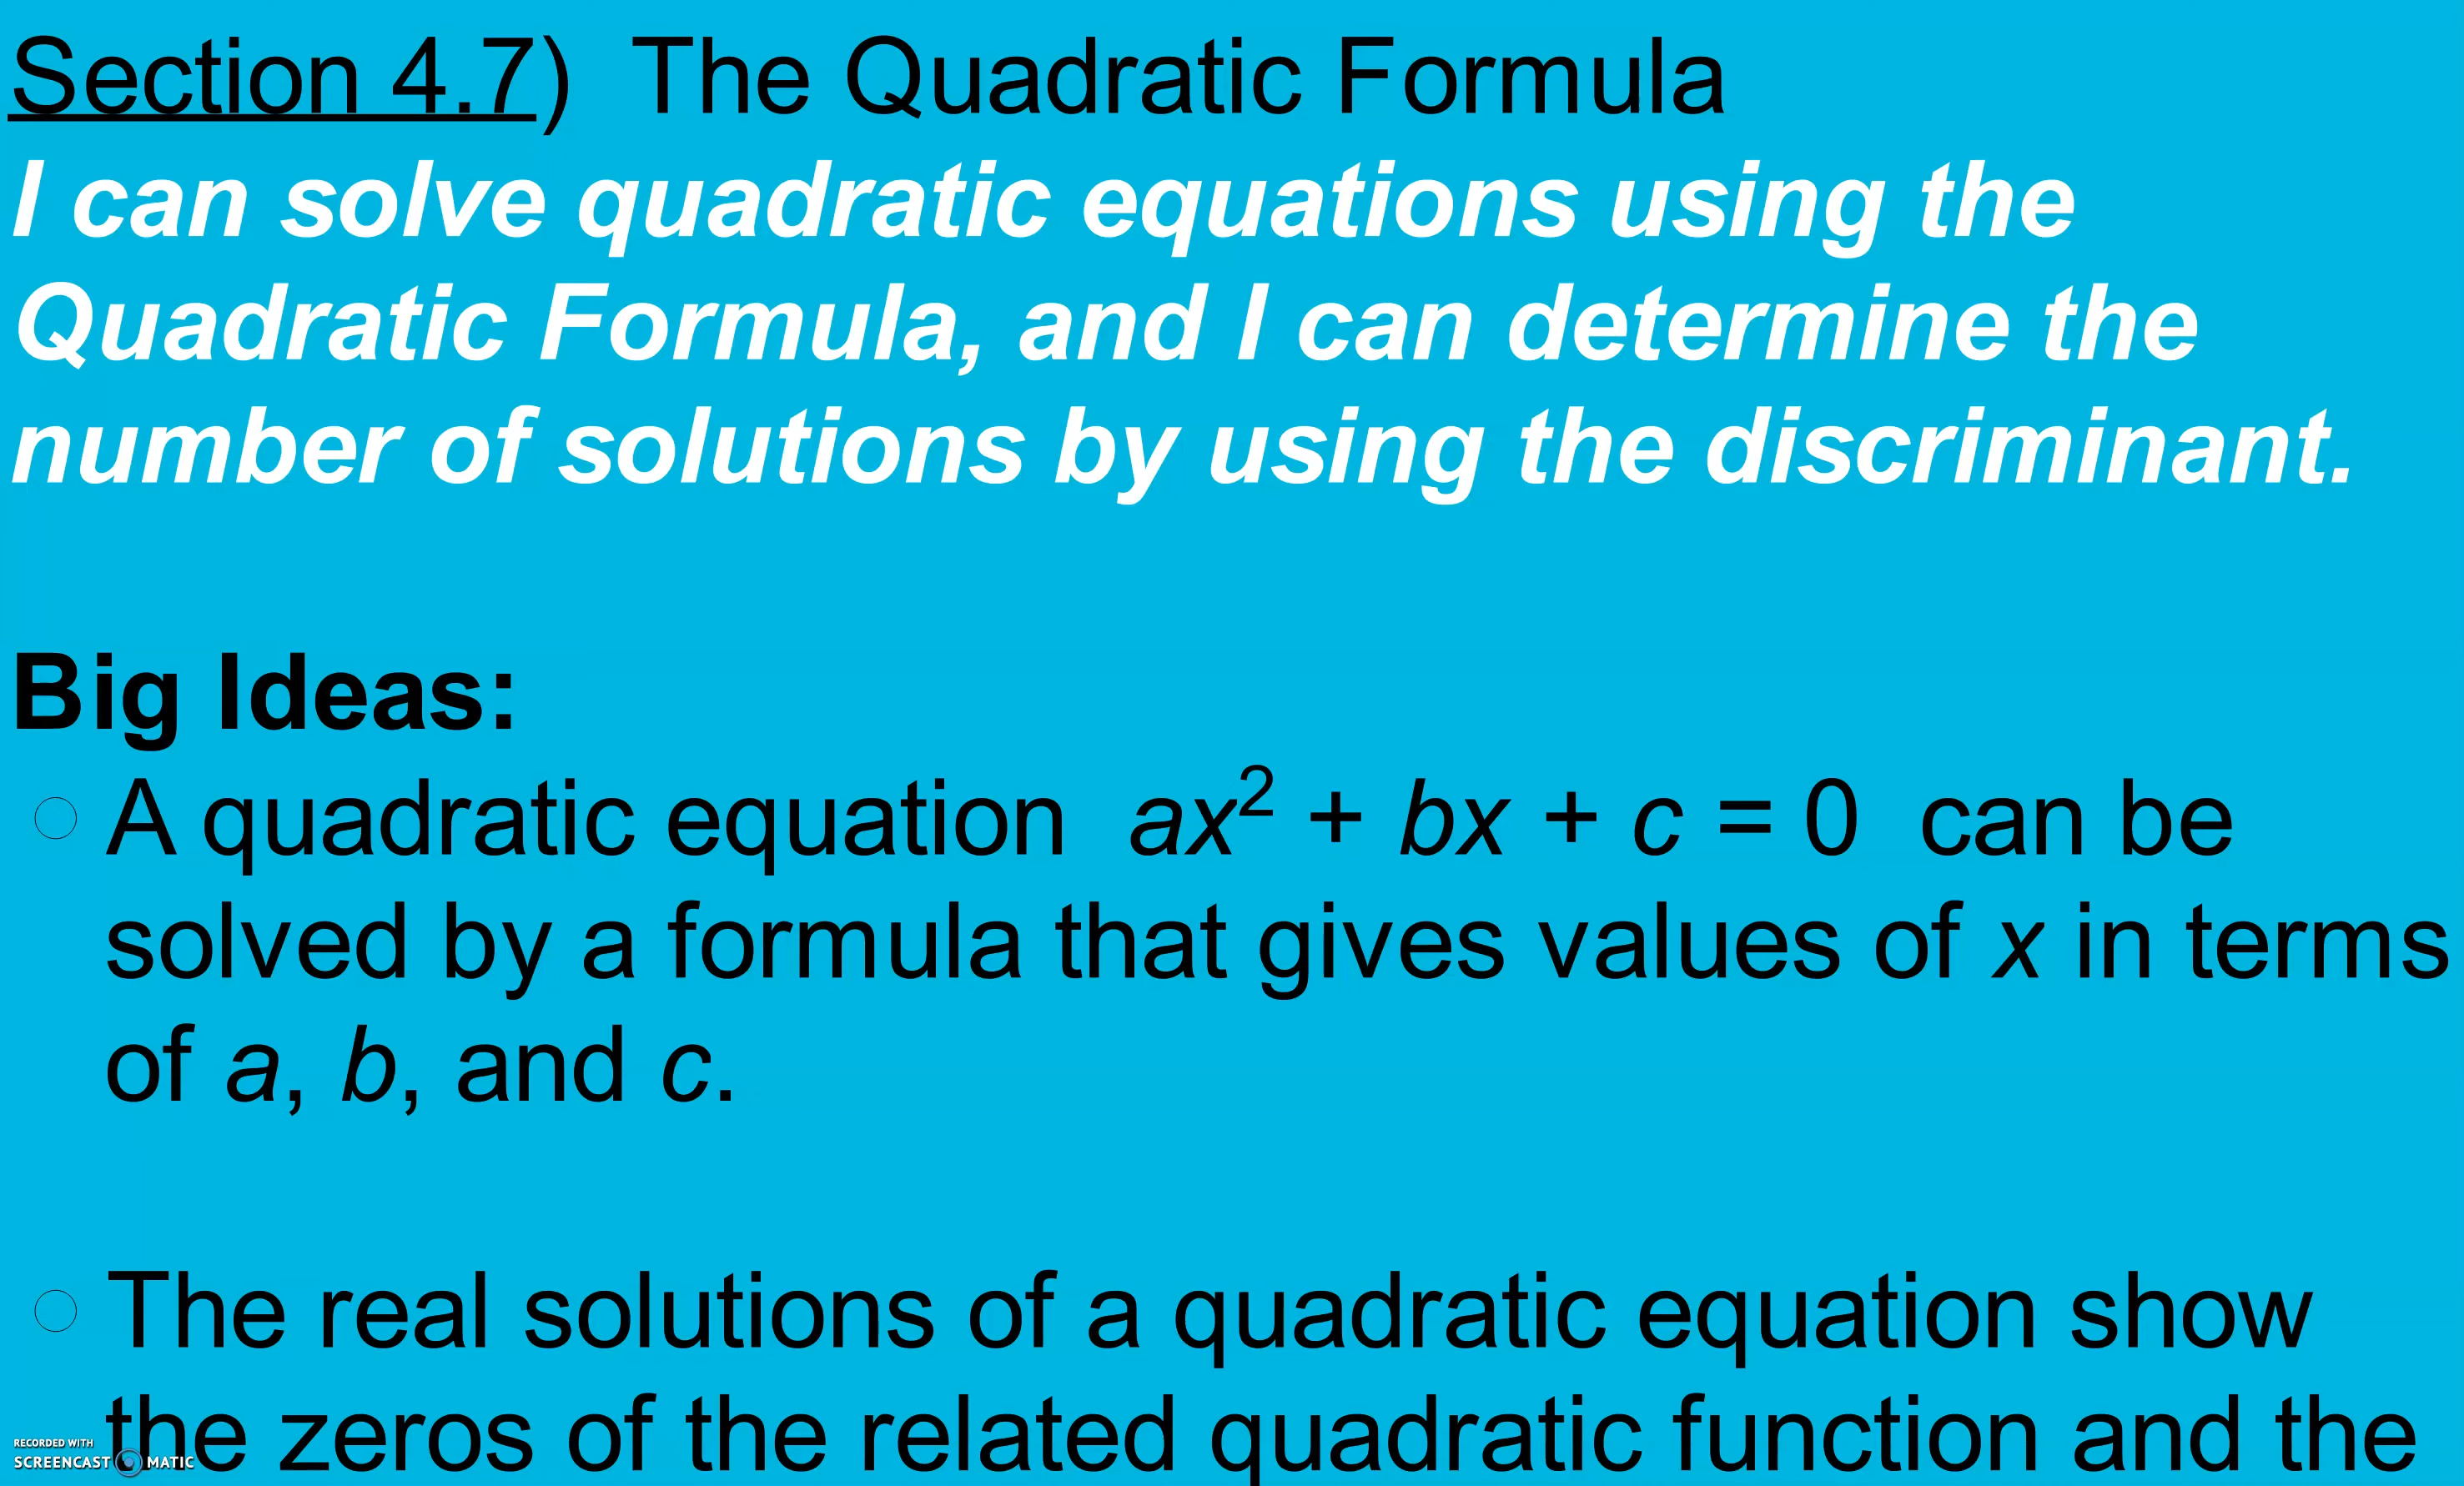 Section 4.7) The Quadratic Formula
I can solve quadratic equations using the
Quadratic Formula, and I can determine the
number of solutions by using the discriminant.
Big Ideas:
A quadratic equation ax² + bx + c = 0 can be
solved by a formula that gives values of x in terms
of a, b, and c.
The real solutions of a quadratic equation show
the zeros of the related quadratic function and the
RECORDED WITH
SCREENCAST MATIC